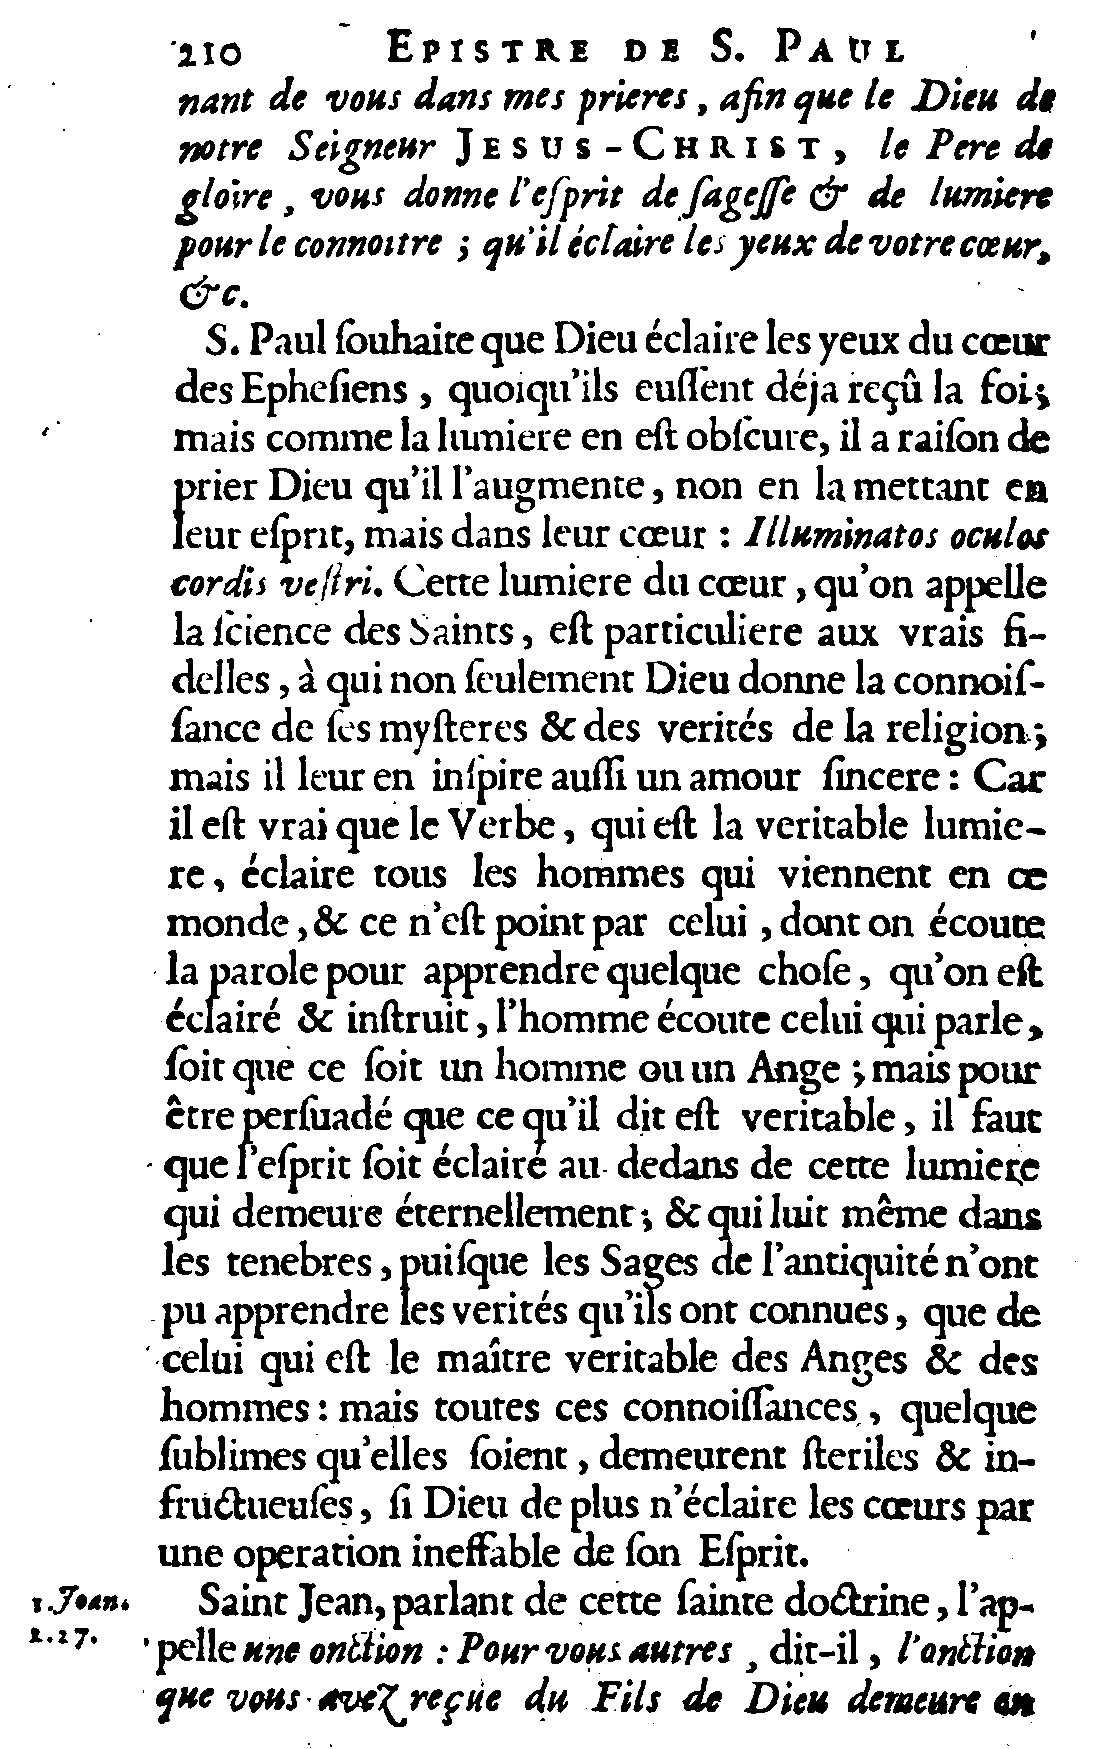 210 EPISTRE DE S. PAUL
nant de vous dans mes prieres, afin que le Dieu de
notre Seigneur JESUS-CHRIST, le Pere de
gloire, vous donne l'eſprit de ſageſſe & de lumiere
pour le connoitre ; qu'il éclaire les yeux de votre cœur,
&c.
S. Paul ſouhaite que Dieu éclaire les yeux du cœur
des Epheſiens, quoiqu'ils euſſent déja reçû la foi;
mais comme la lumiere en eſt obſcure, il a raiſon de
prier Dieu qu'il l'augmente, non en la mettant en
leur eſprit, mais dans leur cœur : Illuminatos oculos
cordis veſtri. Cette lumiere du cœur, qu'on appelle
la ſcience des Saints, eſt particuliere aux vrais fi-
delles, à qui non ſeulement Dieu donne la connoiſ-
ſance de ſes myſteres & des verités de la religion;
mais il leur en inſpire auſſi un amour ſincere : Car
il eſt vrai que le Verbe, qui eſt la veritable lumie-
re, éclaire tous les hommes qui viennent en ce
monde, & ce n'eſt point par celui, dont on écoute
la parole pour apprendre quelque choſe, qu'on eſt
éclairé & inſtruit, l'homme écoute celui qui parle,
ſoit que ce ſoit un homme ou un Ange ; mais pour
être perſuadé que ce qu'il dit eſt veritable, il faut
que l'eſprit ſoit éclairé au dedans de cette lumiere
qui demeure éternellement ; & qui luit même dans
les tenebres, puiſque les Sages de l'antiquité n'ont
pu apprendre les verités qu'ils ont connues, que de
celui qui eſt le maître veritable des Anges & des
hommes : mais toutes ces connoiſſances, quelque
ſublimes qu'elles ſoient, demeurent ſteriles & in-
fructueuſes, ſi Dieu de plus n'éclaire les cœurs par
une operation ineffable de ſon Eſprit.
1. Joan. Saint Jean, parlant de cette ſainte doctrine, l'ap-
2. 27. pelle une onction : Pour vous autres, dit-il, l'onction
que vous avez reçûe du Fils de Dieu demeure en